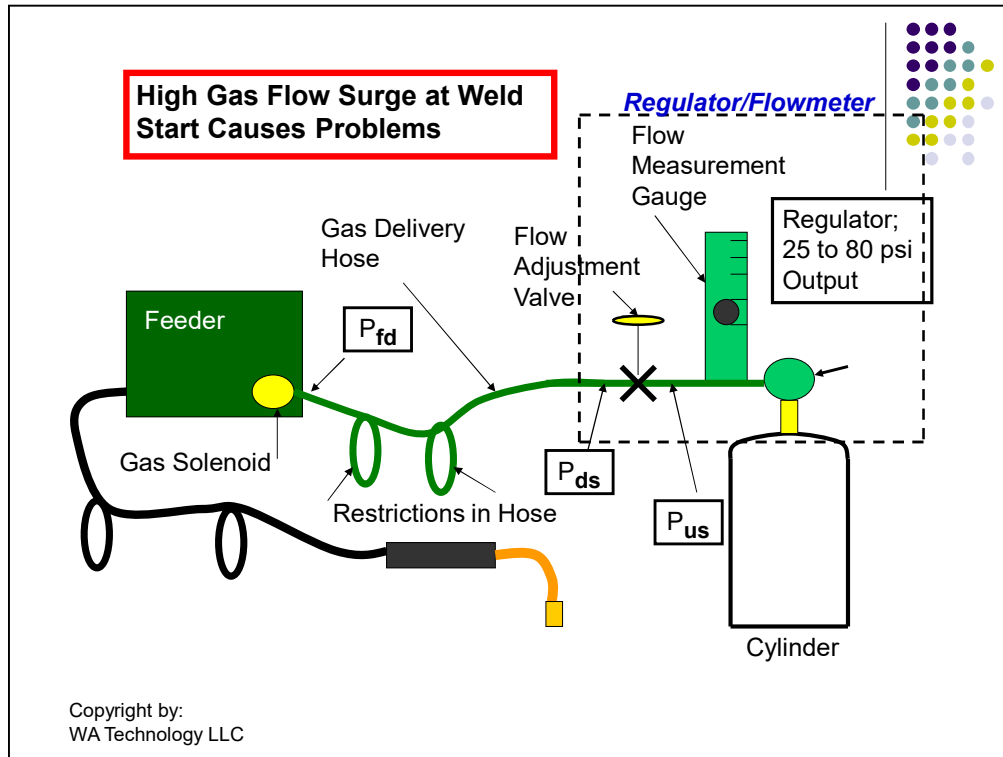 High Gas Flow Surge at Weld
Start Causes Problems
Regulator/Flowmeter
Flow
Measurement
Gauge
Regulator;
25 to 80 psi
Output
Gas Delivery
Hose
Flow
Adjustment
Valve
Feeder
Pfd
Gas Solenoid
Restrictions in Hose
Pds
Pus
Cylinder
Copyright by:
WA Technology LLC